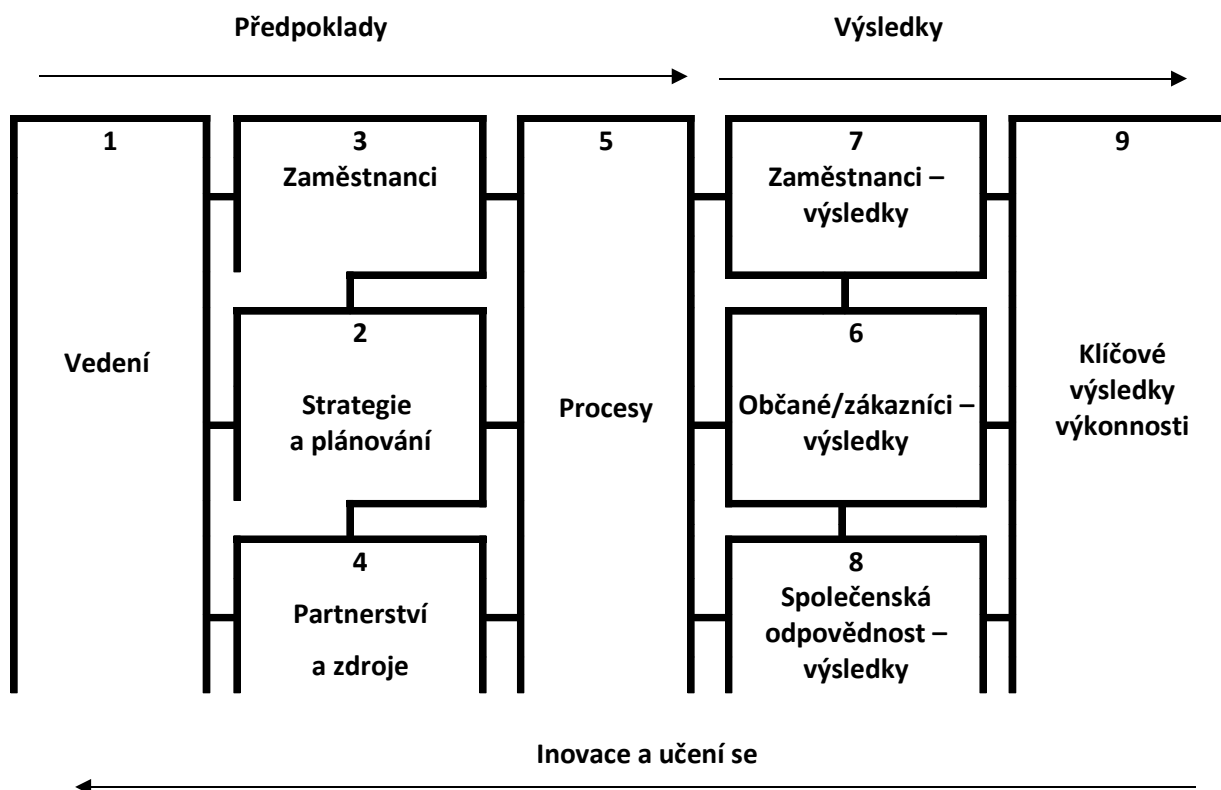 Předpoklady
Výsledky
1
Vedení
3
Zaměstnanci
2
Strategie
a plánování
4
Partnerství
a zdroje
5
Procesy
7
Zaměstnanci –
výsledky
6
Občané/zákazníci –
výsledky
8
Společenská
odpovědnost –
výsledky
9
Klíčové
výsledky
výkonnosti
Inovace a učení se